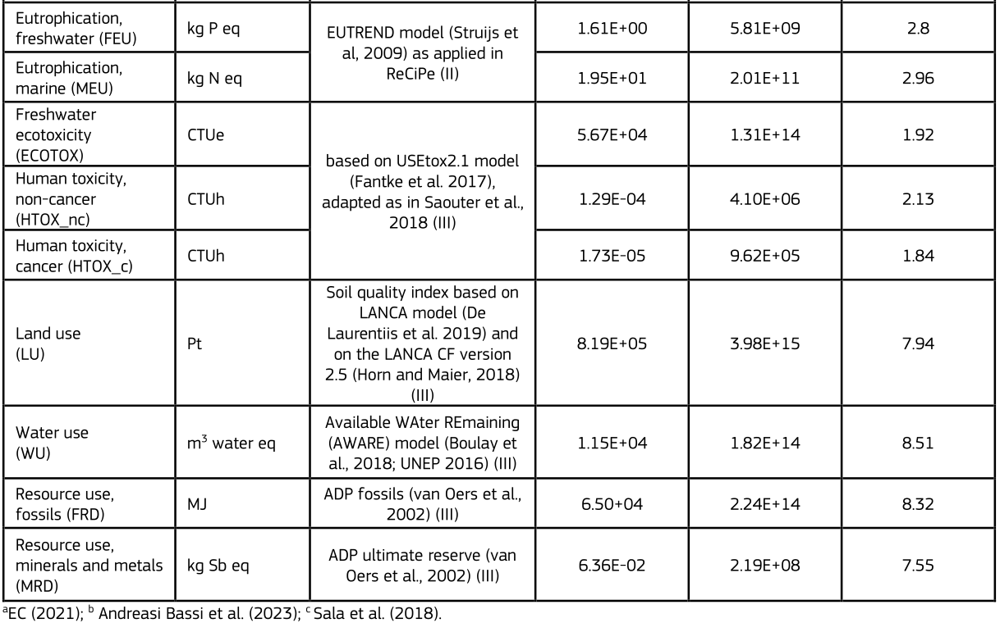 Eutrophication,
freshwater (FEU)
kg P eq
EUTREND model (Struijs et
al, 2009) as applied in
ReCiPe (II)
1.61E+00
5.81E+09
2.8
Eutrophication,
marine (MEU)
kg N eq
1.95E+01
2.01E+11
2.96
Freshwater
ecotoxicity
(ECOTOX)
CTUe
based on USEtox2.1 model
(Fantke et al. 2017),
adapted as in Saouter et al.,
2018 (III)
5.67E+04
1.31E+14
1.92
Human toxicity,
non-cancer
(HTOX_nc)
CTUh
1.29E-04
4.10E+06
2.13
Human toxicity,
cancer (HTOX_c)
CTUh
1.73E-05
9.62E+05
1.84
Land use
(LU)
Pt
Soil quality index based on
LANCA model (De
Laurentiis et al. 2019) and
on the LANCA CF version
2.5 (Horn and Maier, 2018)
(III)
8.19E+05
3.98E+15
7.94
Water use
(WU)
m³ water eq
Available WAter REmaining
(AWARE) model (Boulay et
al., 2018; UNEP 2016) (III)
1.15E+04
1.82E+14
8.51
Resource use,
fossils (FRD)
MJ
ADP fossils (van Oers et al.,
2002) (III)
6.50+04
2.24E+14
8.32
Resource use,
minerals and metals
(MRD)
kg Sb eq
ADP ultimate reserve (van
Oers et al., 2002) (III)
6.36E-02
2.19E+08
7.55
ᵃEC (2021); ᵇ Andreasi Bassi et al. (2023); ᶜ Sala et al. (2018).